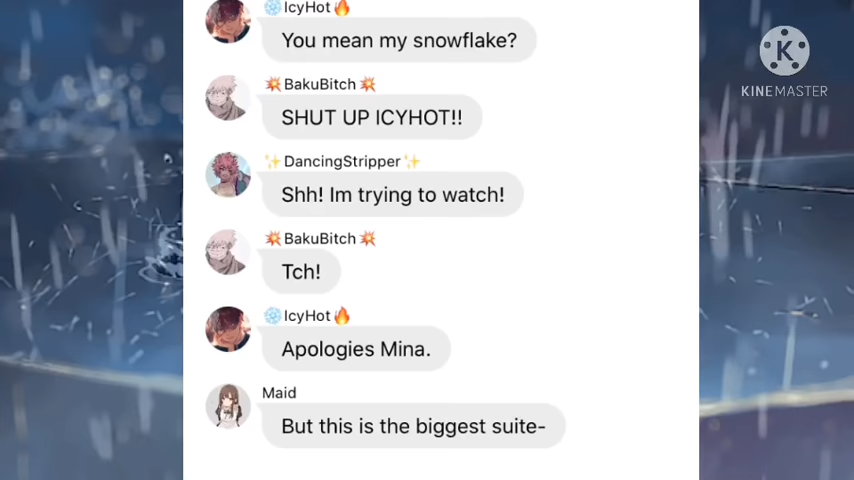 ❄️IcyHot🔥
You mean my snowflake?
K
KINEMASTER
💥BakuBitch💥
SHUT UP ICYHOT!!
✨DancingStripper✨
Shh! Im trying to watch!
💥BakuBitch💥
Tch!
❄️IcyHot🔥
Apologies Mina.
Maid
But this is the biggest suite-